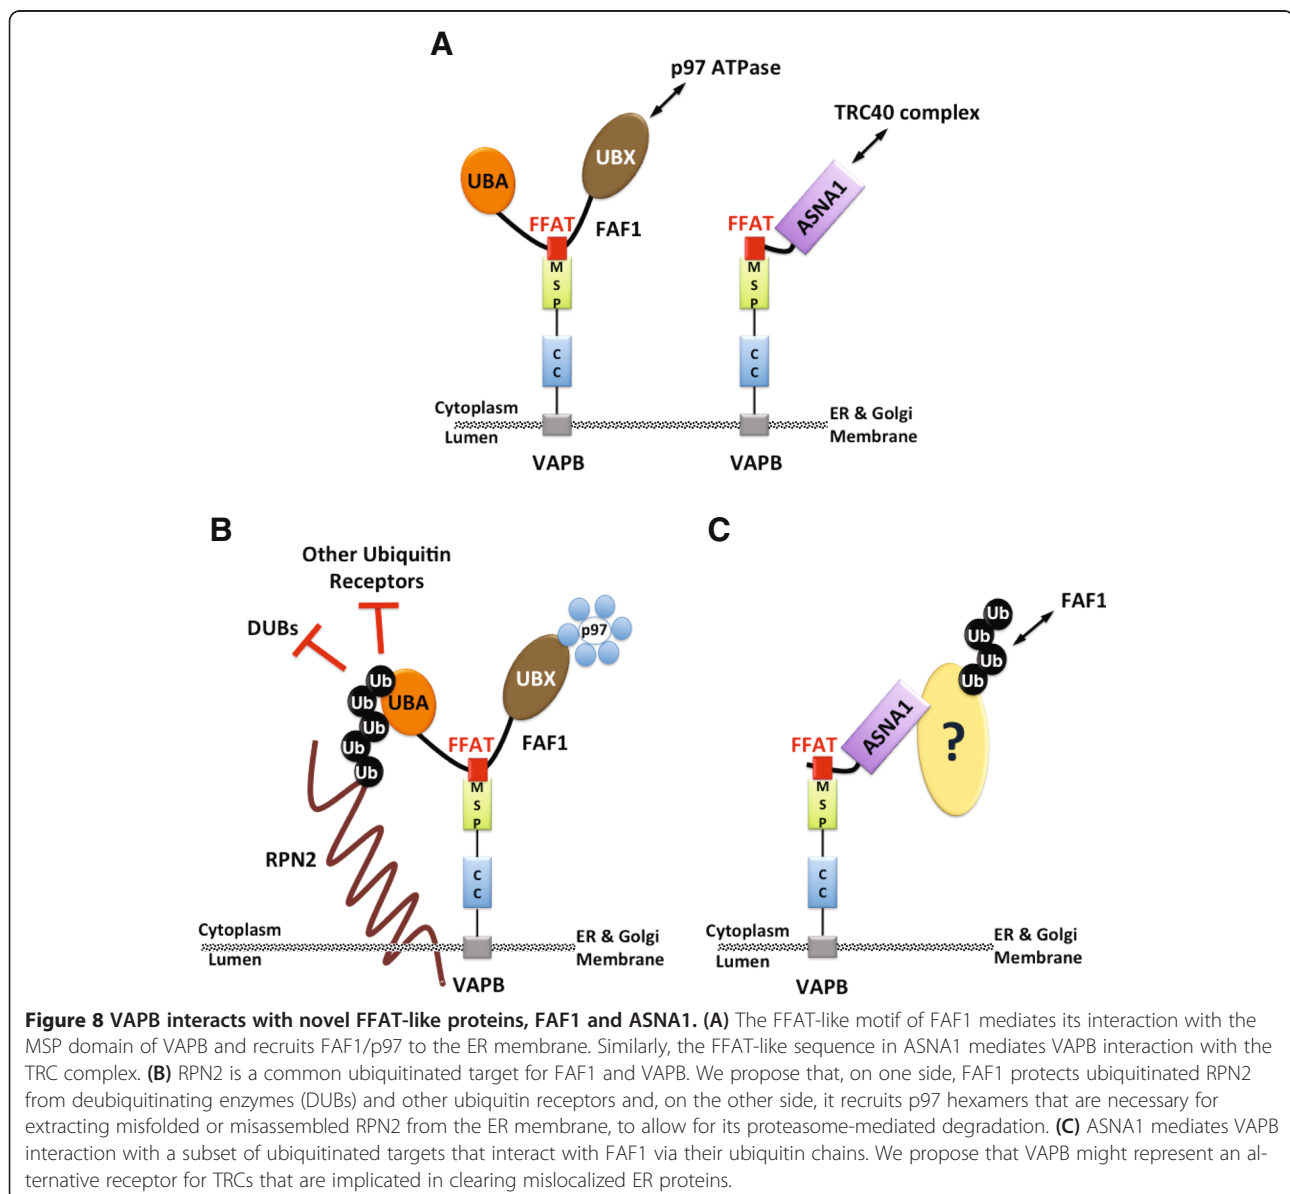 A
p97 ATPase
TRC40 complex
UBX
UBA
ASNA1
FFAT
FAF1
FFAT
M
S
P
M
S
P
C
C
C
C
Cytoplasm
Lumen
ER & Golgi
Membrane
VAPB
VAPB
B
Other Ubiquitin
Receptors
DUBs
p97
UBX
Ub
Ub
UBA
Ub
Ub
Ub
FFAT
FAF1
M
S
P
RPN2
C
C
Cytoplasm
Lumen
ER & Golgi
Membrane
VAPB
C
Ub
FAF1
Ub
Ub
Ub
ASNA1
?
FFAT
M
S
P
C
C
Cytoplasm
Lumen
ER & Golgi
Membrane
VAPB
Figure 8 VAPB interacts with novel FFAT-like proteins, FAF1 and ASNA1. (A) The FFAT-like motif of FAF1 mediates its interaction with the
MSP domain of VAPB and recruits FAF1/p97 to the ER membrane. Similarly, the FFAT-like sequence in ASNA1 mediates VAPB interaction with the
TRC complex. (B) RPN2 is a common ubiquitinated target for FAF1 and VAPB. We propose that, on one side, FAF1 protects ubiquitinated RPN2
from deubiquitinating enzymes (DUBs) and other ubiquitin receptors and, on the other side, it recruits p97 hexamers that are necessary for
extracting misfolded or misassembled RPN2 from the ER membrane, to allow for its proteasome-mediated degradation. (C) ASNA1 mediates VAPB
interaction with a subset of ubiquitinated targets that interact with FAF1 via their ubiquitin chains. We propose that VAPB might represent an al-
ternative receptor for TRCs that are implicated in clearing mislocalized ER proteins.